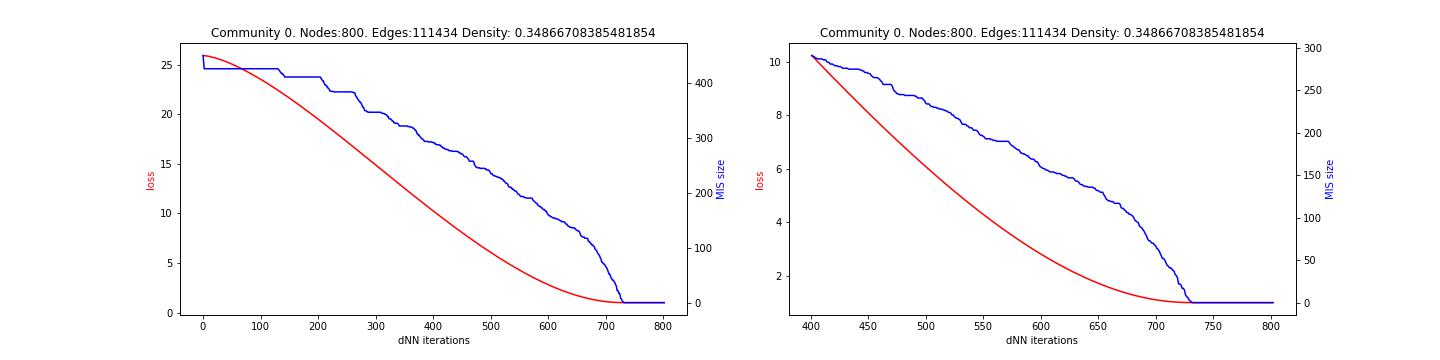 Community 0. Nodes:800. Edges:111434 Density: 0.34866708385481854
25
20
15
10
5
0
loss
400
300
200
100
0
MIS size
0 100 200 300 400 500 600 700 800
dNN iterations
Community 0. Nodes:800. Edges:111434 Density: 0.34866708385481854
10
8
6
4
2
loss
300
250
200
150
100
50
0
MIS size
400 450 500 550 600 650 700 750 800
dNN iterations